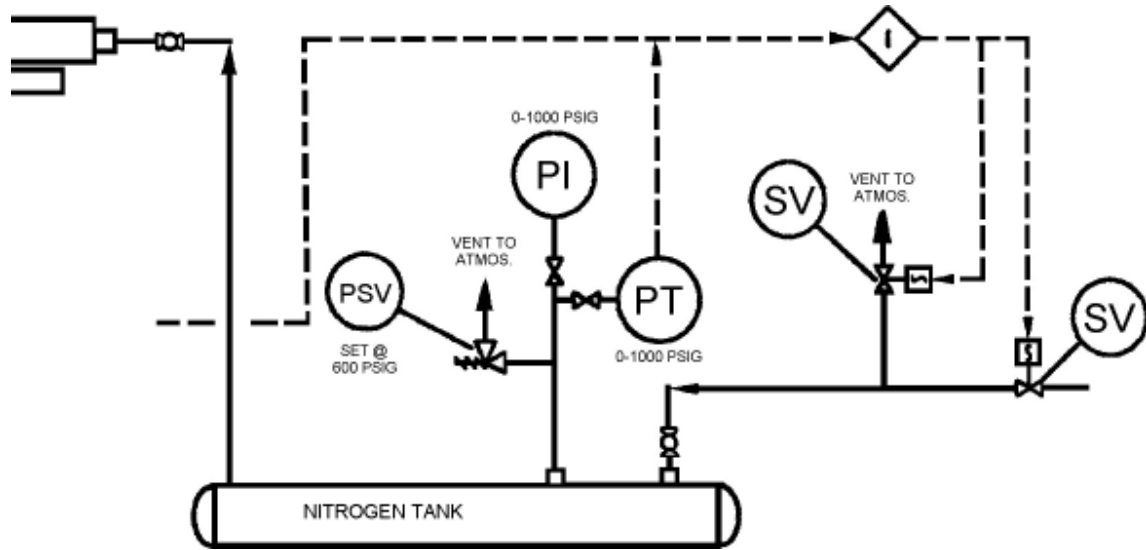 0-1000 PSIG
PI
SV
VENT TO
ATMOS.
VENT TO
ATMOS.
PSV
PT
SET @
600 PSIG
0-1000 PSIG
SV
NITROGEN TANK